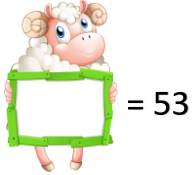 = 53